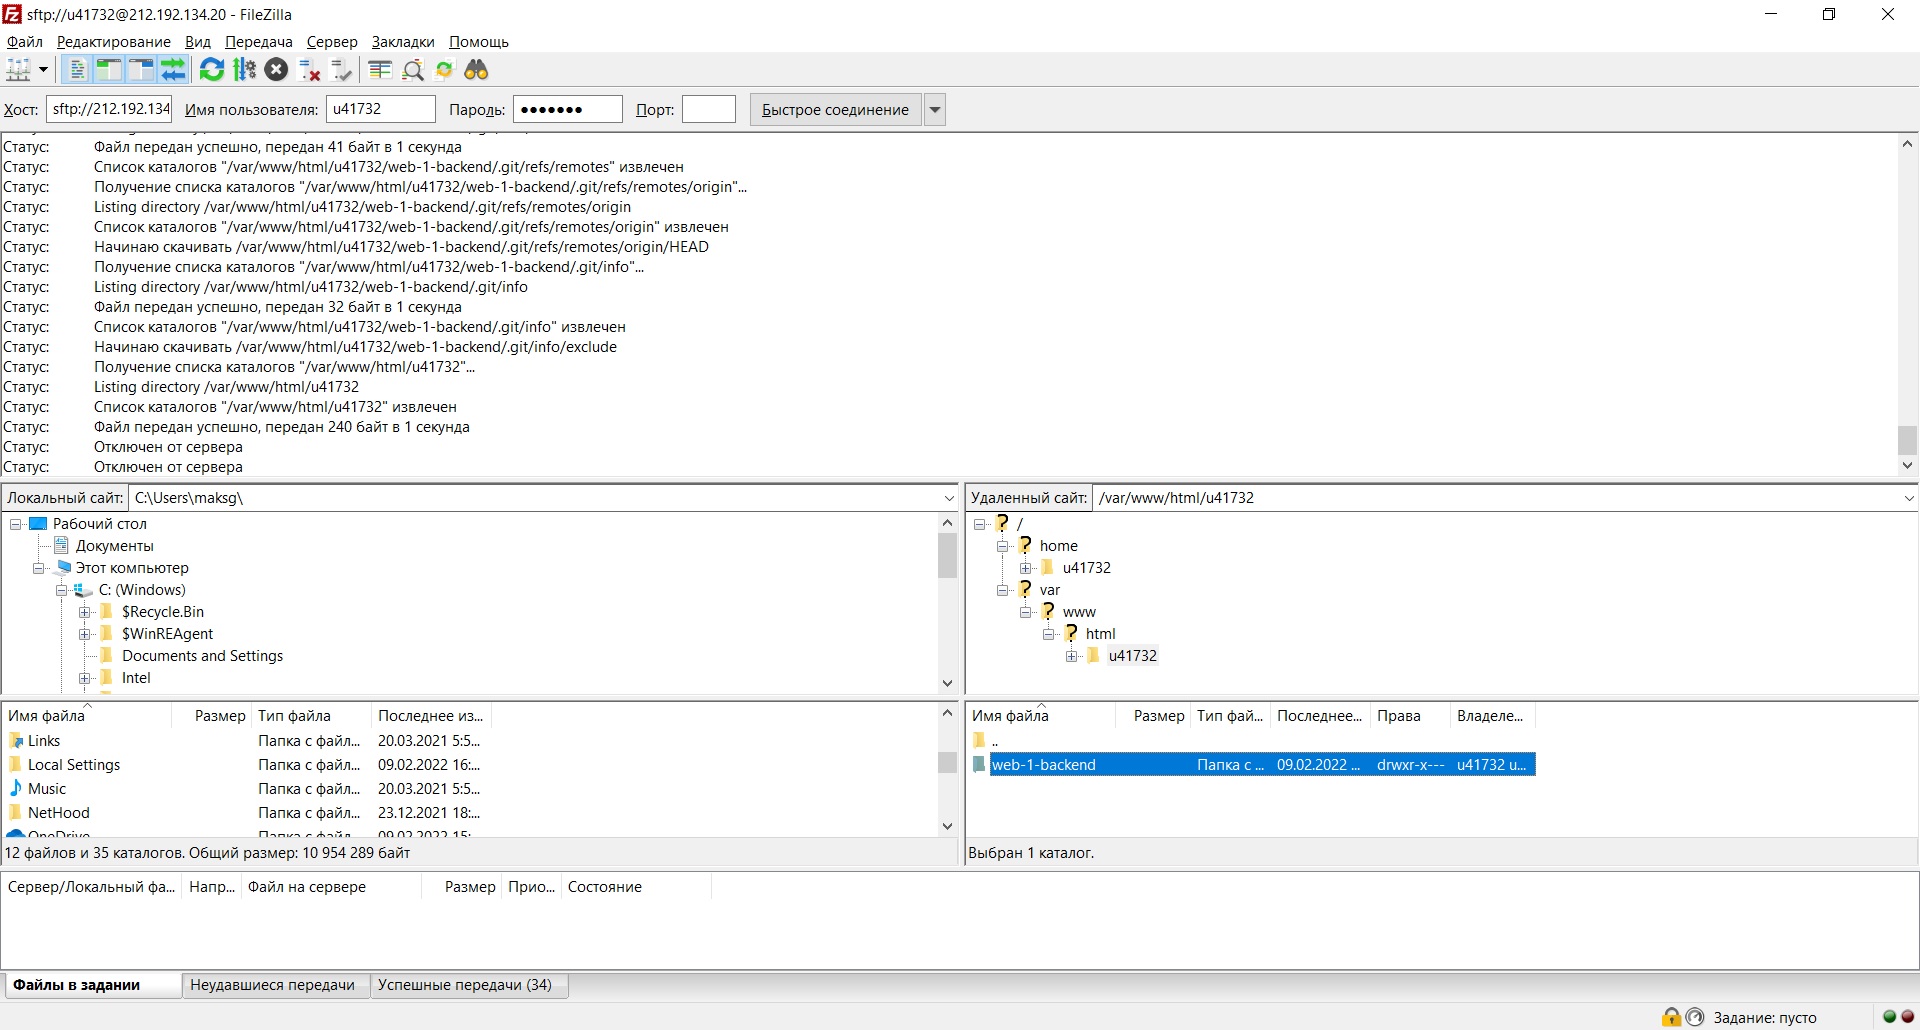 sftp://u41732@212.192.134.20 - FileZilla
Файл Редактирование Вид Передача Сервер Закладки Помощь
Хост: sftp://212.192.134 Имя пользователя: u41732 Пароль: ●●●●●●● Порт: Быстрое соединение
Статус: Файл передан успешно, передан 41 байт в 1 секунда
Статус: Список каталогов "/var/www/html/u41732/web-1-backend/.git/refs/remotes" извлечен
Статус: Получение списка каталогов "/var/www/html/u41732/web-1-backend/.git/refs/remotes/origin"...
Статус: Listing directory /var/www/html/u41732/web-1-backend/.git/refs/remotes/origin
Статус: Список каталогов "/var/www/html/u41732/web-1-backend/.git/refs/remotes/origin" извлечен
Статус: Начинаю скачивать /var/www/html/u41732/web-1-backend/.git/refs/remotes/origin/HEAD
Статус: Получение списка каталогов "/var/www/html/u41732/web-1-backend/.git/info"...
Статус: Listing directory /var/www/html/u41732/web-1-backend/.git/info
Статус: Файл передан успешно, передан 32 байт в 1 секунда
Статус: Список каталогов "/var/www/html/u41732/web-1-backend/.git/info" извлечен
Статус: Начинаю скачивать /var/www/html/u41732/web-1-backend/.git/info/exclude
Статус: Получение списка каталогов "/var/www/html/u41732"...
Статус: Listing directory /var/www/html/u41732
Статус: Список каталогов "/var/www/html/u41732" извлечен
Статус: Файл передан успешно, передан 240 байт в 1 секунда
Статус: Отключен от сервера
Статус: Отключен от сервера
Локальный сайт: C:\Users\maksg\
Рабочий стол
Документы
Этот компьютер
C: (Windows)
$Recycle.Bin
$WinREAgent
Documents and Settings
Intel
Удаленный сайт: /var/www/html/u41732
/
home
u41732
var
www
html
u41732
Имя файла Размер Тип файла Последнее из...
Links Папка с файл... 20.03.2021 5:5...
Local Settings Папка с файл... 09.02.2022 16:...
Music Папка с файл... 20.03.2021 5:5...
NetHood Папка с файл... 23.12.2021 18:...
OneDrive Папка с файл... 09.02.2022 15:...
12 файлов и 35 каталогов. Общий размер: 10 954 289 байт
Имя файла Размер Тип фай... Последнее... Права Владеле...
..
web-1-backend Папка с ... 09.02.2022 ... drwxr-x--- u41732 u...
Выбран 1 каталог.
Сервер/Локальный фа... Напр... Файл на сервере Размер Прио... Состояние
Файлы в задании Неудавшиеся передачи Успешные передачи (34)
Задание: пусто